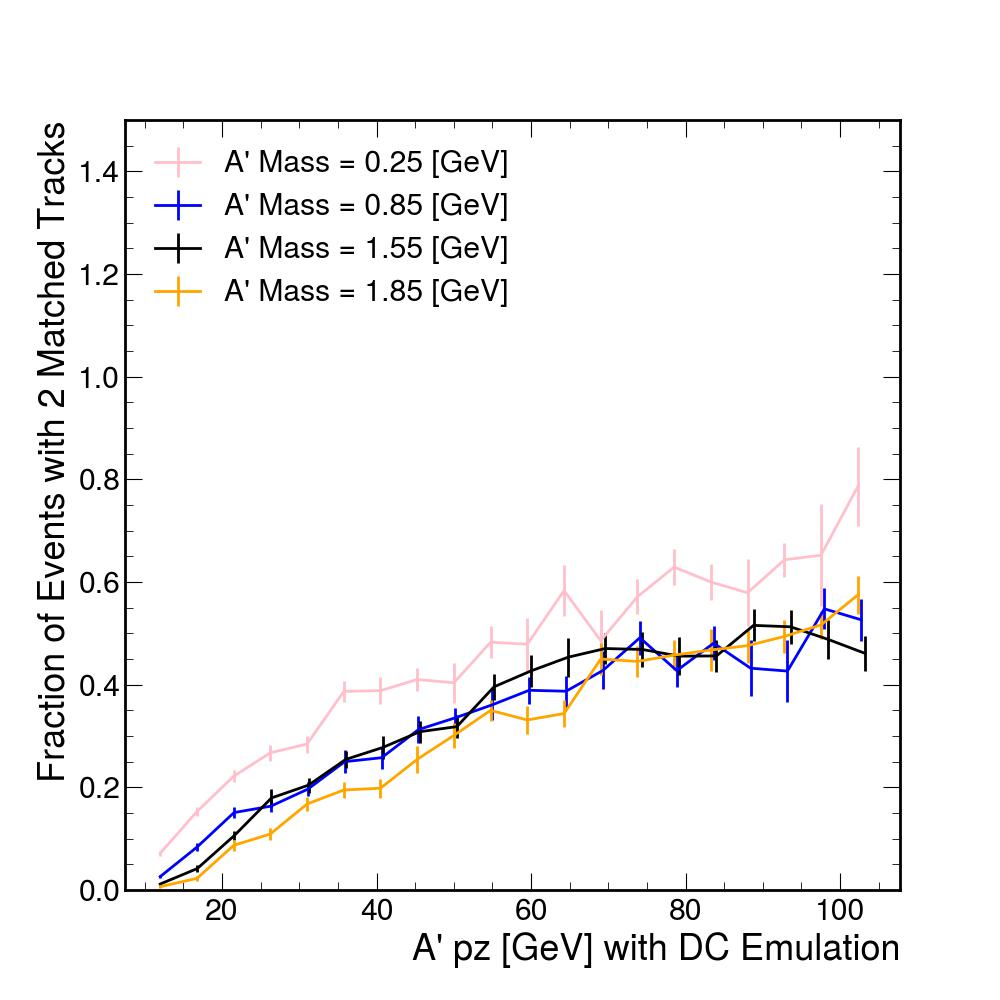 A' Mass = 0.25 [GeV]
A' Mass = 0.85 [GeV]
A' Mass = 1.55 [GeV]
A' Mass = 1.85 [GeV]
Fraction of Events with 2 Matched Tracks
1.4
1.2
1.0
0.8
0.6
0.4
0.2
0.0
20 40 60 80 100
A' pz [GeV] with DC Emulation